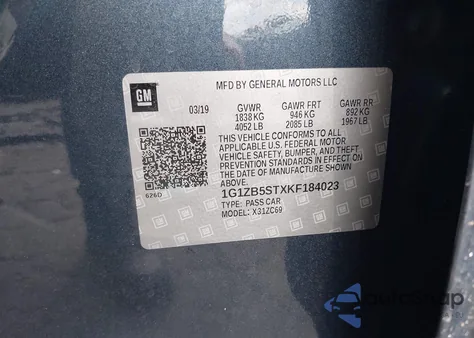 GM
MFD BY GENERAL MOTORS LLC
03/19 GVWR GAWR FRT GAWR RR
1838 KG 946 KG 892 KG
4052 LB 2085 LB 1967 LB
THIS VEHICLE CONFORMS TO ALL
APPLICABLE U.S. FEDERAL MOTOR
VEHICLE SAFETY, BUMPER, AND THEFT
PREVENTION STANDARDS IN EFFECT ON
THE DATE OF MANUFACTURE SHOWN
ABOVE.
626D
1G1ZB5STXKF184023
TYPE: PASS CAR
MODEL: X31ZC69